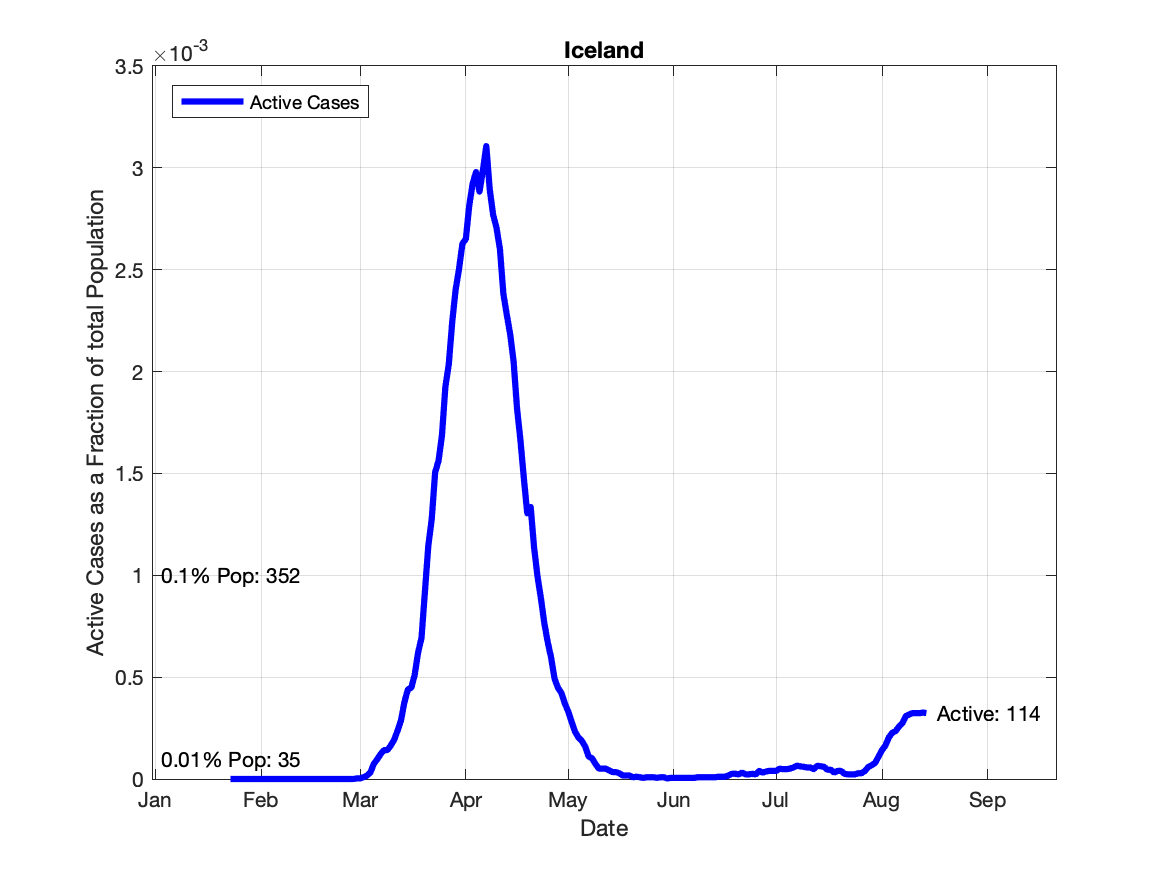 Iceland
×10-3
3.5
3
2.5
2
1.5
1
0.5
0
Active Cases
0.1% Pop: 352
0.01% Pop: 35
Active: 114
Active Cases as a Fraction of total Population
Jan Feb Mar Apr May Jun Jul Aug Sep
Date